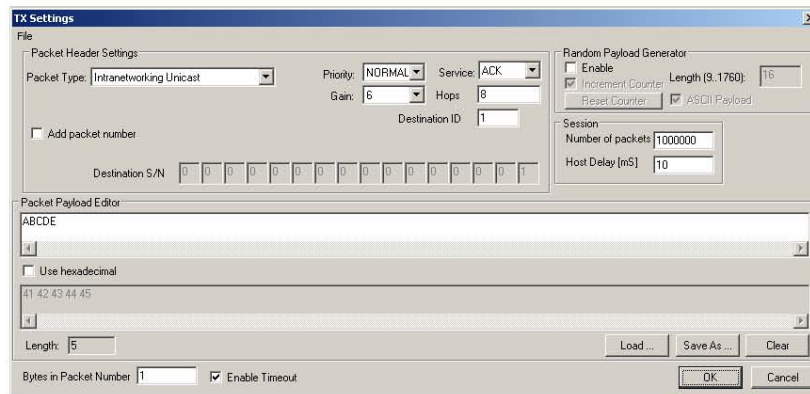 TX Settings
File
Packet Header Settings
Packet Type: Intranetworking Unicast
Priority: NORMAL Service: ACK
Gain: 6 Hops 8
Destination ID 1
Add packet number
Destination S/N 0 0 0 0 0 0 0 0 0 0 0 0 0 0 0 1
Random Payload Generator
Enable
Increment Counter Length (9..1760): 16
Reset Counter ASCII Payload
Session
Number of packets 1000000
Host Delay [mS] 10
Packet Payload Editor
ABCDE
Use hexadecimal
41 42 43 44 45
Length: 5
Load ... Save As ... Clear
Bytes in Packet Number 1 Enable Timeout
OK Cancel